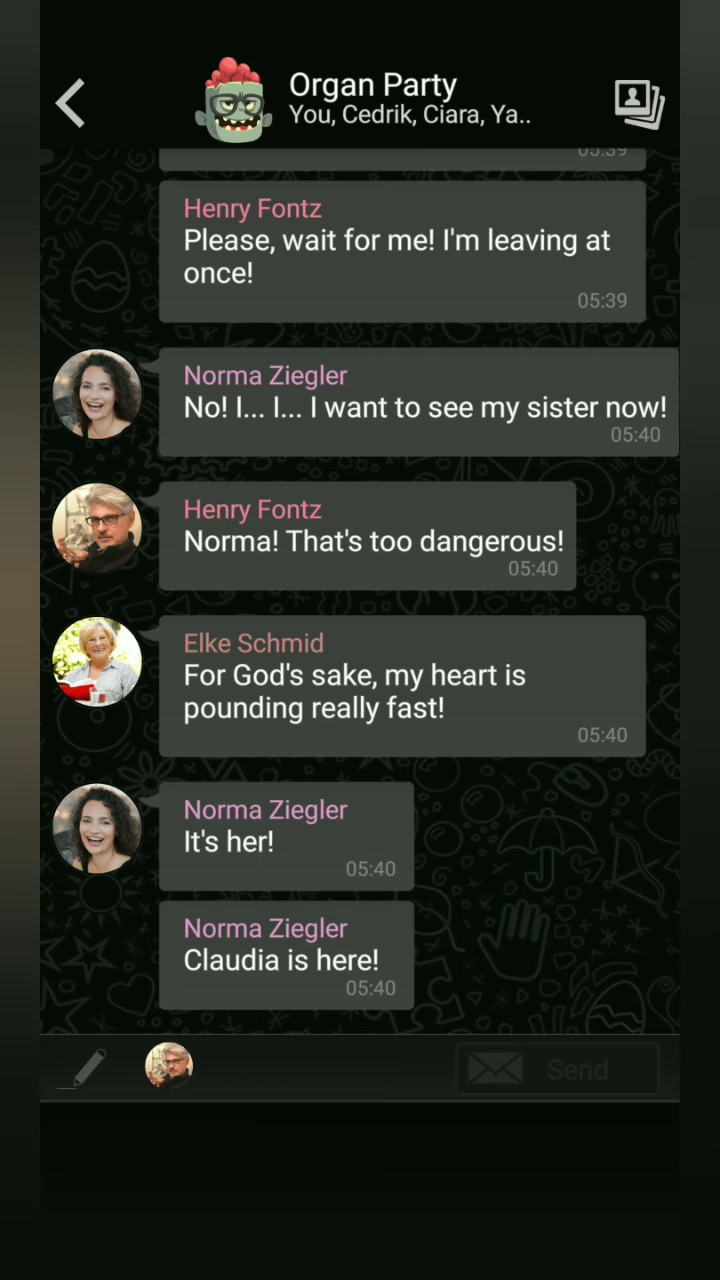 Organ Party
You, Cedrik, Ciara, Ya..
05:39
Henry Fontz
Please, wait for me! I'm leaving at
once!
05:39
Norma Ziegler
No! I... I... I want to see my sister now!
05:40
Henry Fontz
Norma! That's too dangerous!
05:40
Elke Schmid
For God's sake, my heart is
pounding really fast!
05:40
Norma Ziegler
It's her!
05:40
Norma Ziegler
Claudia is here!
05:40
Send